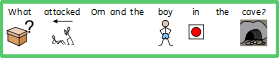 What attacked Om and the boy in the cave?